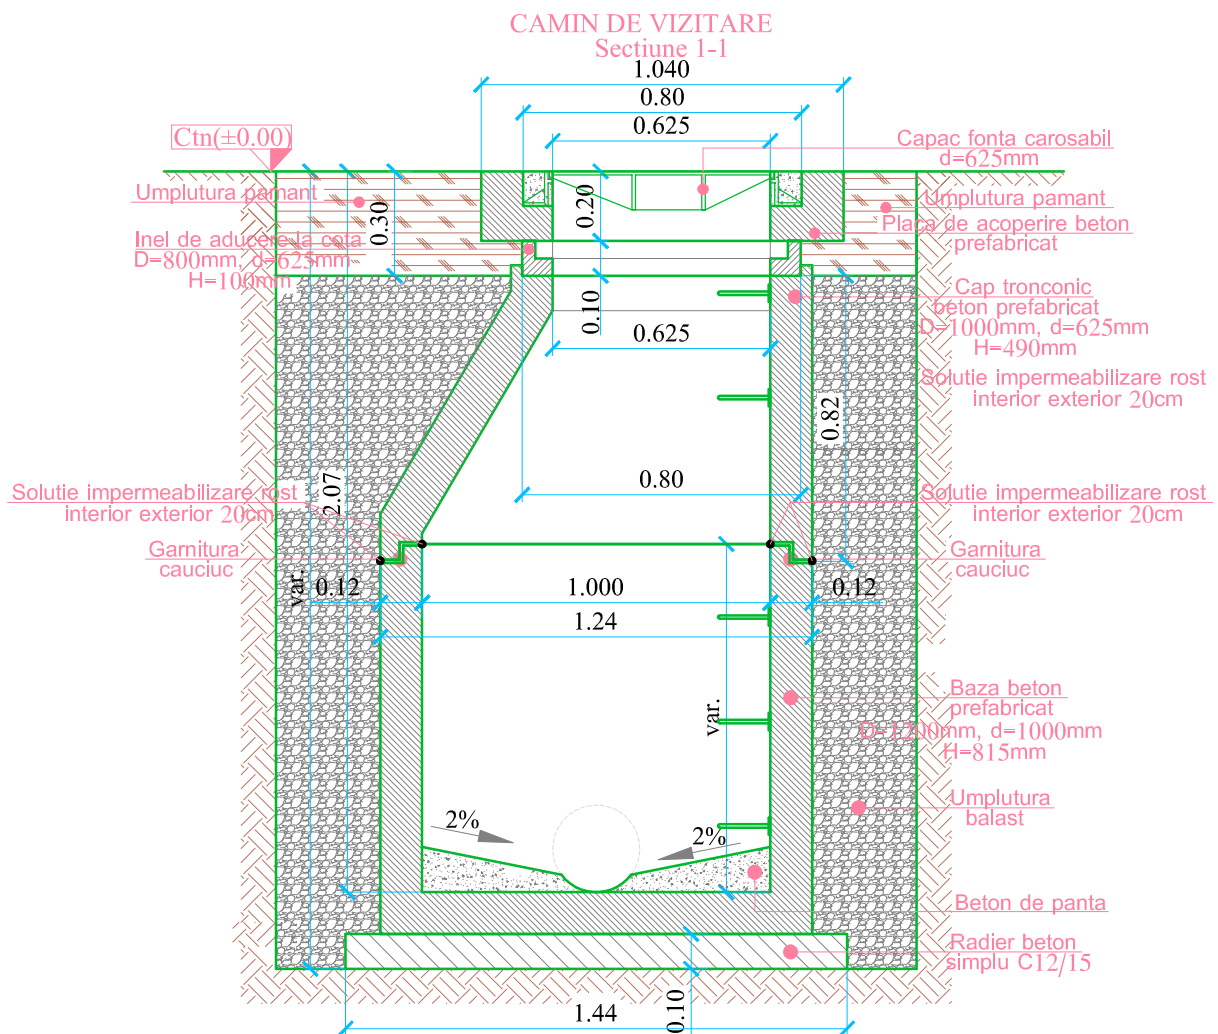 CAMIN DE VIZITARE
Sectiune 1-1
1.040
0.80
0.625
Ctn(±0.00)
Capac fonta carosabil
d=625mm
Umplutura pamant
Umplutura pamant
0.30
0.20
Placa de acoperire beton
prefabricat
Inel de aducere la cota
D=800mm, d=625mm
H=100mm
0.10
Cap tronconic
beton prefabricat
D=1000mm, d=625mm
H=490mm
0.625
Solutie impermeabilizare rost
interior exterior 20cm
0.82
2.07
0.80
Solutie impermeabilizare rost
interior exterior 20cm
Solutie impermeabilizare rost
interior exterior 20cm
Garnitura
cauciuc
Garnitura
cauciuc
var.
0.12
1.000
0.12
1.24
var.
Baza beton
prefabricat
D=1200mm, d=1000mm
H=815mm
Umplutura
balast
2%
2%
Beton de panta
Radier beton
simplu C12/15
0.10
1.44